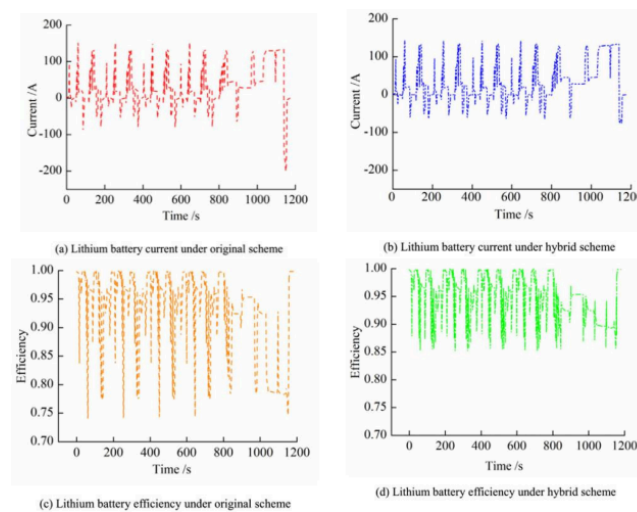 200
100
0
-100
-200
Current /A
0 200 400 600 800 1000 1200
Time /s
(a) Lithium battery current under original scheme
200
100
0
-100
-200
Current /A
0 200 400 600 800 1000 1200
Time /s
(b) Lithium battery current under hybrid scheme
1.00
0.95
0.90
0.85
0.80
0.75
0.70
Efficiency
0 200 400 600 800 1000 1200
Time /s
(c) Lithium battery efficiency under original scheme
1.00
0.95
0.90
0.85
0.80
0.75
0.70
Efficiency
0 200 400 600 800 1000 1200
Time /s
(d) Lithium battery efficiency under hybrid scheme